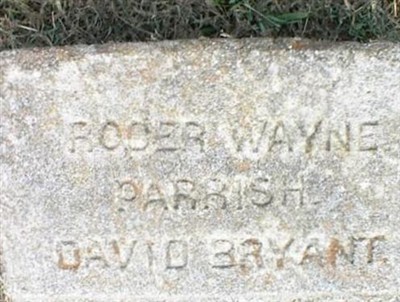 ROGER WAYNE
PARRISH.
DAVID BRYANT.